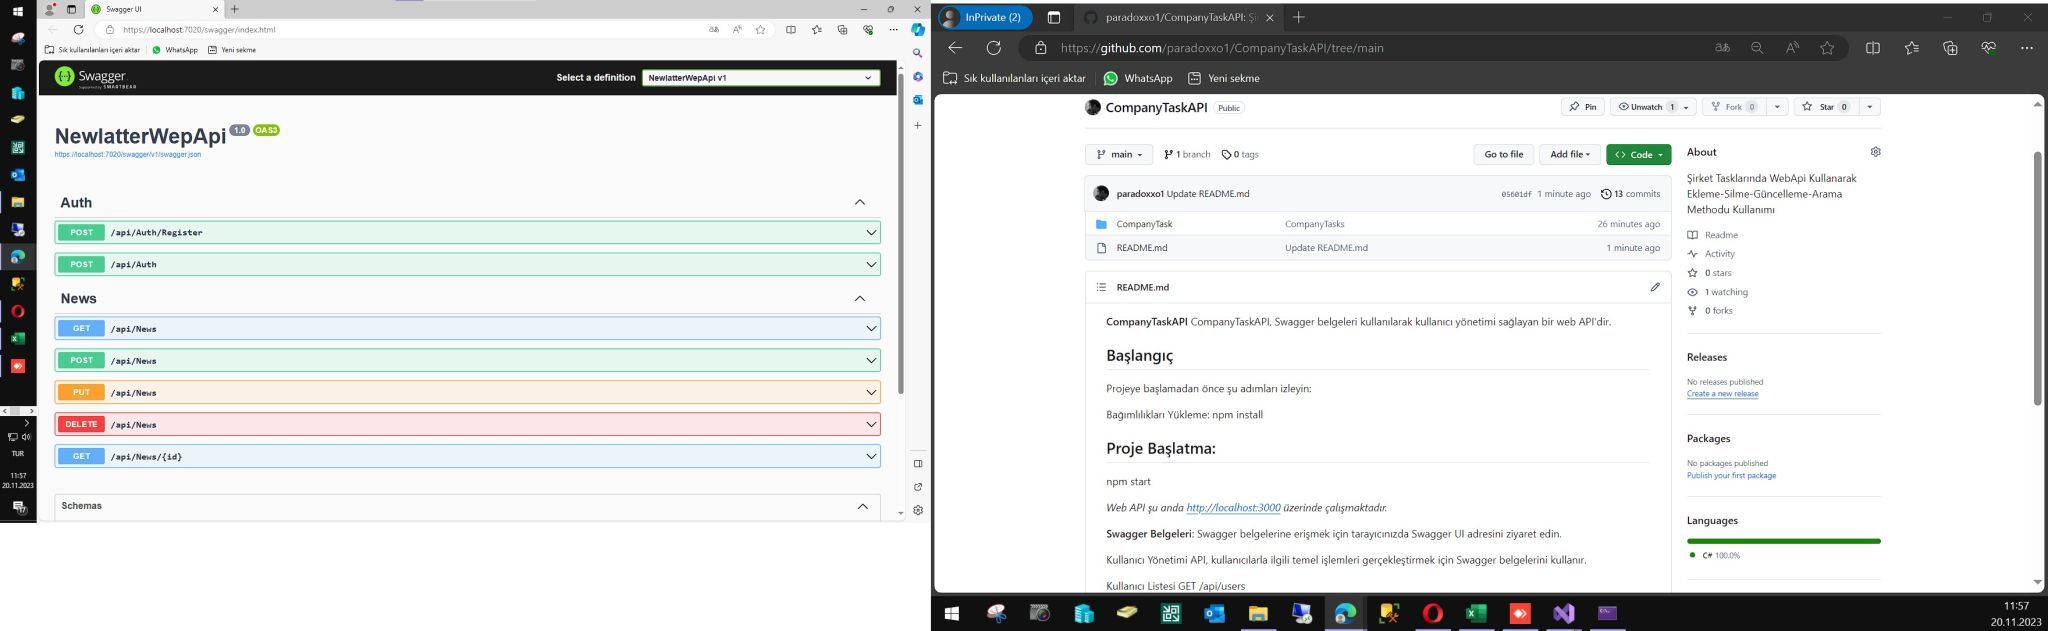 Swagger UI
https://localhost:7020/swagger/index.html
Sık kullanılanları içeri aktar
WhatsApp
Yeni sekme
Swagger
Supported by SMARTBEAR
Select a definition
NewlatterWepApi v1
NewlatterWepApi 1.0 OAS3
https://localhost:7020/swagger/v1/swagger.json
Auth
POST /api/Auth/Register
POST /api/Auth
News
GET /api/News
POST /api/News
PUT /api/News
DELETE /api/News
GET /api/News/{id}
Schemas
TUR
11:57
20.11.2023
InPrivate (2)
paradoxxo1/CompanyTaskAPI: Şi
https://github.com/paradoxxo1/CompanyTaskAPI/tree/main
Sık kullanılanları içeri aktar
WhatsApp
Yeni sekme
CompanyTaskAPI Public
Pin
Unwatch 1
Fork 0
Star 0
main
1 branch
0 tags
Go to file
Add file
Code
paradoxxo1 Update README.md 05601df 1 minute ago 13 commits
CompanyTask CompanyTasks 26 minutes ago
README.md Update README.md 1 minute ago
README.md
CompanyTaskAPI CompanyTaskAPI, Swagger belgeleri kullanılarak kullanıcı yönetimi sağlayan bir web API'dir.
Başlangıç
Projeye başlamadan önce şu adımları izleyin:
Bağımlılıkları Yükleme: npm install
Proje Başlatma:
npm start
Web API şu anda http://localhost:3000 üzerinde çalışmaktadır.
Swagger Belgeleri: Swagger belgelerine erişmek için tarayıcınızda Swagger UI adresini ziyaret edin.
Kullanıcı Yönetimi API, kullanıcılarla ilgili temel işlemleri gerçekleştirmek için Swagger belgelerini kullanır.
Kullanıcı Listesi GET /api/users
About
Şirket Tasklarında WebApi Kullanarak
Ekleme-Silme-Güncelleme-Arama
Methodu Kullanımı
Readme
Activity
0 stars
1 watching
0 forks
Releases
No releases published
Create a new release
Packages
No packages published
Publish your first package
Languages
C# 100.0%
11:57
20.11.2023